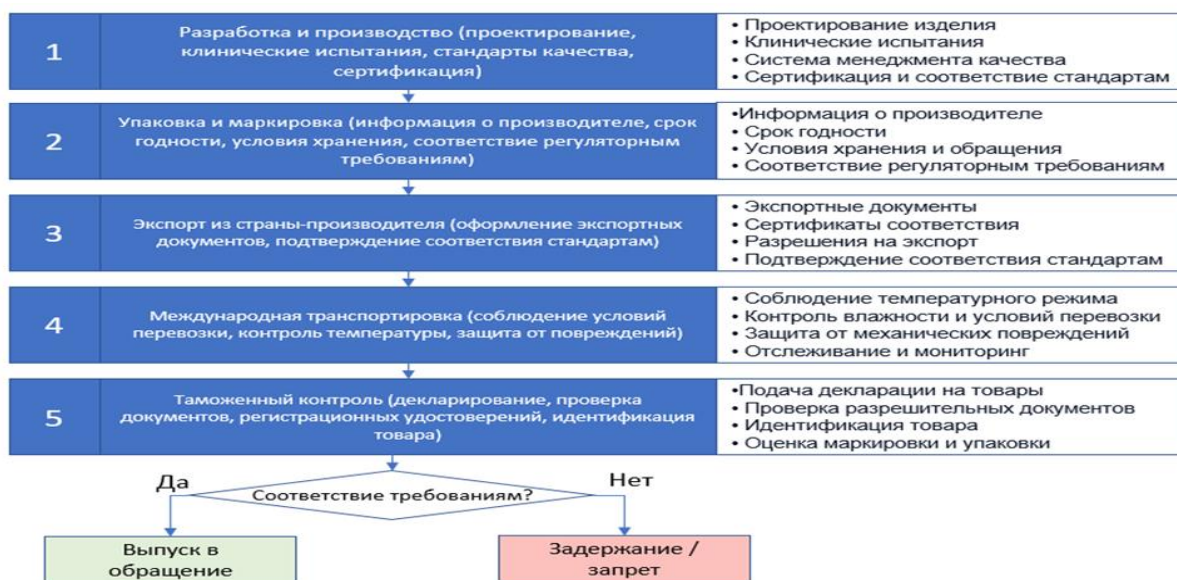 1
Разработка и производство (проектирование,
клинические испытания, стандарты качества,
сертификация)
• Проектирование изделия
• Клинические испытания
• Система менеджмента качества
• Сертификация и соответствие стандартам
2
Упаковка и маркировка (информация о производителе, срок
годности, условия хранения, соответствие регуляторным
требованиям)
•Информация о производителе
• Срок годности
• Условия хранения и обращения
• Соответствие регуляторным требованиям
3
Экспорт из страны-производителя (оформление экспортных
документов, подтверждение соответствия стандартам)
• Экспортные документы
• Сертификаты соответствия
• Разрешения на экспорт
• Подтверждение соответствия стандартам
4
Международная транспортировка (соблюдение условий
перевозки, контроль температуры, защита от повреждений)
• Соблюдение температурного режима
• Контроль влажности и условий перевозки
• Защита от механических повреждений
• Отслеживание и мониторинг
5
Таможенный контроль (декларирование, проверка
документов, регистрационных удостоверений, идентификация
товара)
•Подача декларации на товары
• Проверка разрешительных документов
• Идентификация товара
• Оценка маркировки и упаковки
Да
Соответствие требованиям?
Нет
Выпуск в
обращение
Задержание /
запрет